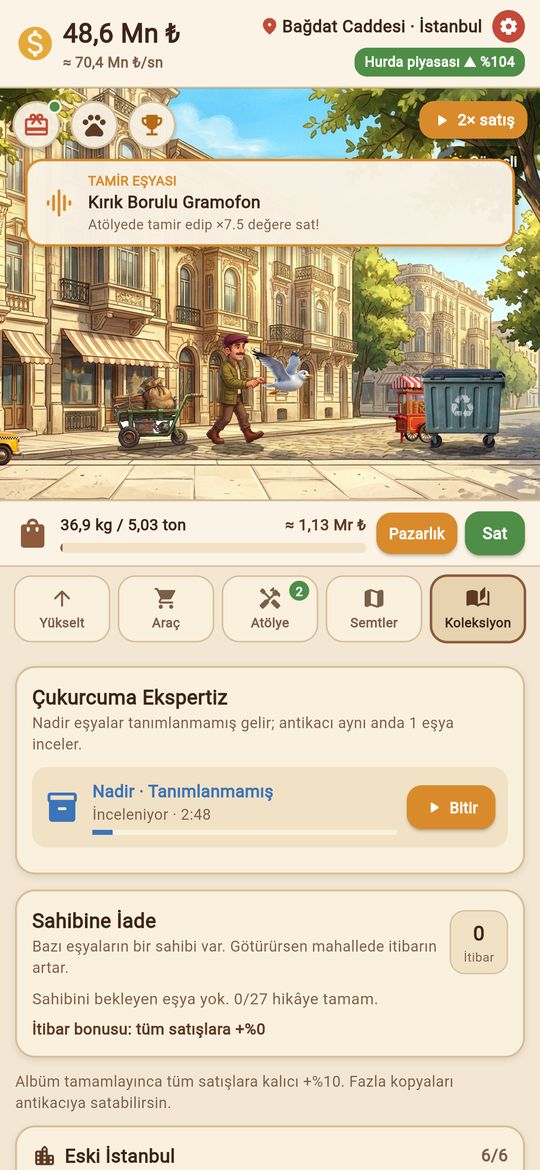 48,6 Mn ₺
≈ 70,4 Mn ₺/sn
Bağdat Caddesi · İstanbul
Hurda piyasası ▲ %104
2× satış
TAMİR EŞYASI
Kırık Borulu Gramofon
Atölyede tamir edip ×7.5 değere sat!
36,9 kg / 5,03 ton
≈ 1,13 Mr ₺
Pazarlık
Sat
Yükselt
Araç
2
Atölye
Semtler
Koleksiyon
Çukurcuma Ekspertiz
Nadir eşyalar tanımlanmamış gelir; antikacı aynı anda 1 eşya
inceler.
Nadir · Tanımlanmamış
İnceleniyor · 2:48
Bitir
Sahibine İade
Bazı eşyaların bir sahibi var. Götürürsen mahallede itibarın
artar.
0
İtibar
Sahibini bekleyen eşya yok. 0/27 hikâye tamam.
İtibar bonusu: tüm satışlara +%0
Albüm tamamlayınca tüm satışlara kalıcı +%10. Fazla kopyaları
antikacıya satabilirsin.
Eski İstanbul
6/6